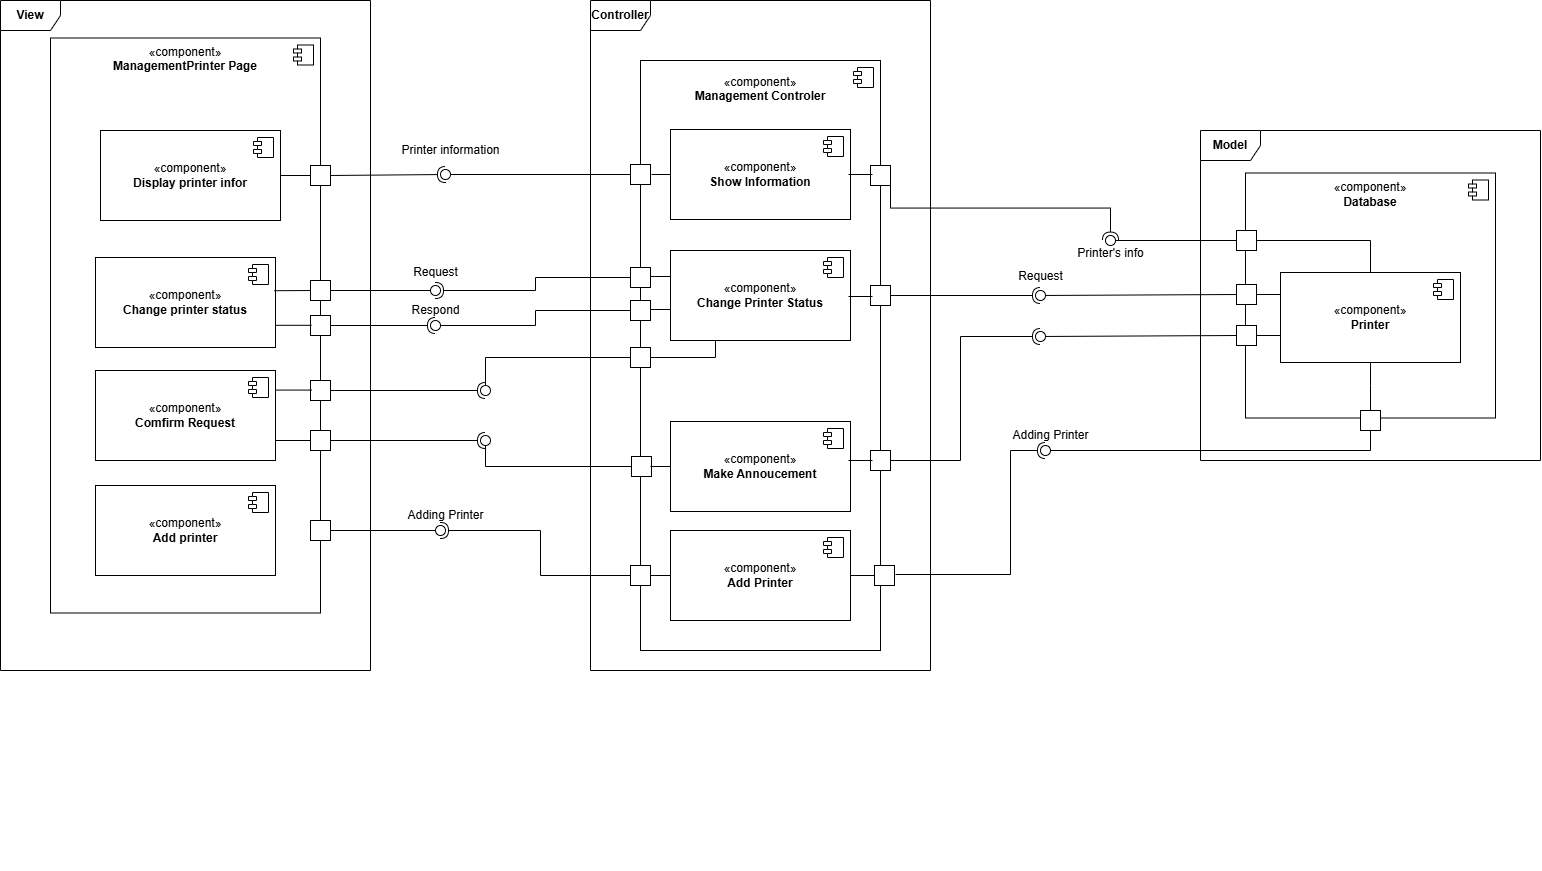 View
«component»
ManagementPrinter Page
«component»
Display printer infor
«component»
Change printer status
«component»
Comfirm Request
«component»
Add printer
Printer information
Request
Respond
Adding Printer
Controller
«component»
Management Controler
«component»
Show Information
«component»
Change Printer Status
«component»
Make Annoucement
«component»
Add Printer
Printer's info
Request
Adding Printer
Model
«component»
Database
«component»
Printer